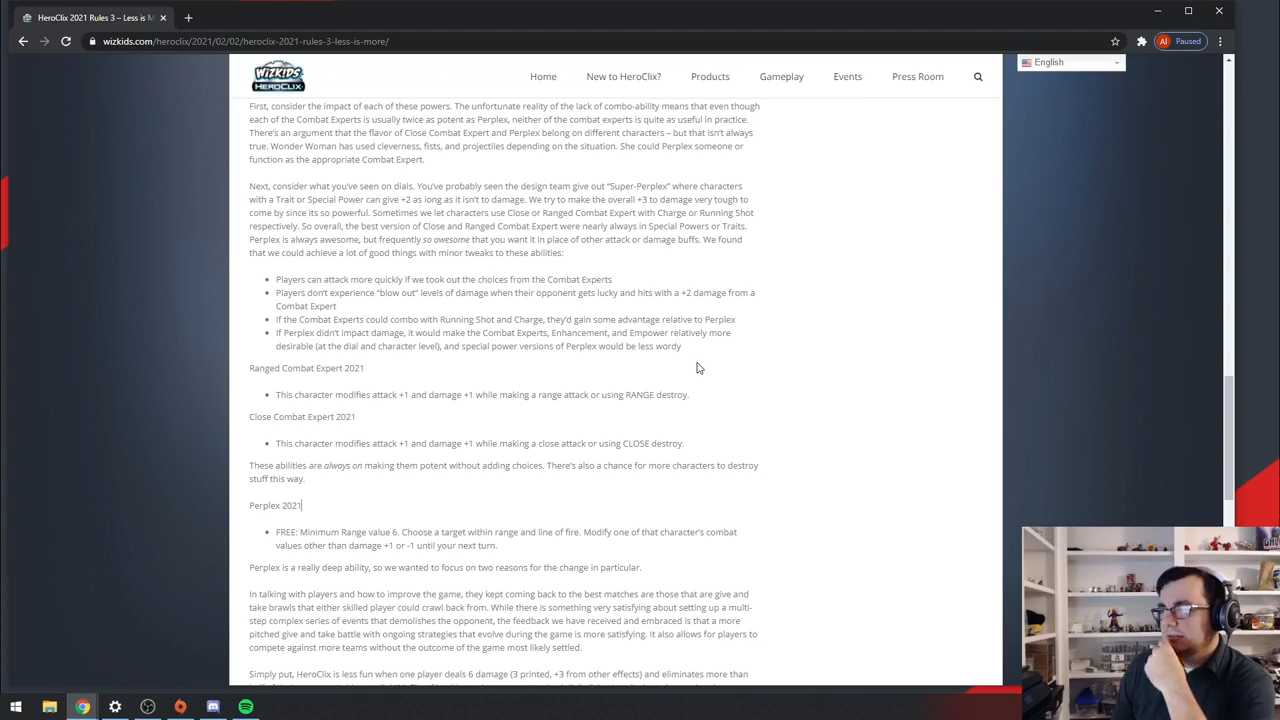 HeroClix 2021 Rules 3 – Less is M
wizkids.com/heroclix/2021/02/02/heroclix-2021-rules-3-less-is-more/
AI Paused
WIZKIDS HEROCLIX
Home New to HeroClix? Products Gameplay Events Press Room
English
First, consider the impact of each of these powers. The unfortunate reality of the lack of combo-ability means that even though
each of the Combat Experts is usually twice as potent as Perplex, neither of the combat experts is quite as useful in practice.
There's an argument that the flavor of Close Combat Expert and Perplex belong on different characters – but that isn't always
true. Wonder Woman has used cleverness, fists, and projectiles depending on the situation. She could Perplex someone or
function as the appropriate Combat Expert.
Next, consider what you've seen on dials. You've probably seen the design team give out "Super-Perplex" where characters
with a Trait or Special Power can give +2 as long as it isn't to damage. We try to make the overall +3 to damage very tough to
come by since its so powerful. Sometimes we let characters use Close or Ranged Combat Expert with Charge or Running Shot
respectively. So overall, the best version of Close and Ranged Combat Expert were nearly always in Special Powers or Traits.
Perplex is always awesome, but frequently so awesome that you want it in place of other attack or damage buffs. We found
that we could achieve a lot of good things with minor tweaks to these abilities:
• Players can attack more quickly if we took out the choices from the Combat Experts
• Players don't experience "blow out" levels of damage when their opponent gets lucky and hits with a +2 damage from a
Combat Expert
• If the Combat Experts could combo with Running Shot and Charge, they'd gain some advantage relative to Perplex
• If Perplex didn't impact damage, it would make the Combat Experts, Enhancement, and Empower relatively more
desirable (at the dial and character level), and special power versions of Perplex would be less wordy
Ranged Combat Expert 2021
• This character modifies attack +1 and damage +1 while making a range attack or using RANGE destroy.
Close Combat Expert 2021
• This character modifies attack +1 and damage +1 while making a close attack or using CLOSE destroy.
These abilities are always on making them potent without adding choices. There's also a chance for more characters to destroy
stuff this way.
Perplex 2021
• FREE: Minimum Range value 6. Choose a target within range and line of fire. Modify one of that character's combat
values other than damage +1 or -1 until your next turn.
Perplex is a really deep ability, so we wanted to focus on two reasons for the change in particular.
In talking with players and how to improve the game, they kept coming back to the best matches are those that are give and
take brawls that either skilled player could crawl back from. While there is something very satisfying about setting up a multi-
step complex series of events that demolishes the opponent, the feedback we have received and embraced is that a more
pitched give and take battle with ongoing strategies that evolve during the game is more satisfying. It also allows for players to
compete against more teams without the outcome of the game most likely settled.
Simply put, HeroClix is less fun when one player deals 6 damage (3 printed, +3 from other effects) and eliminates more than